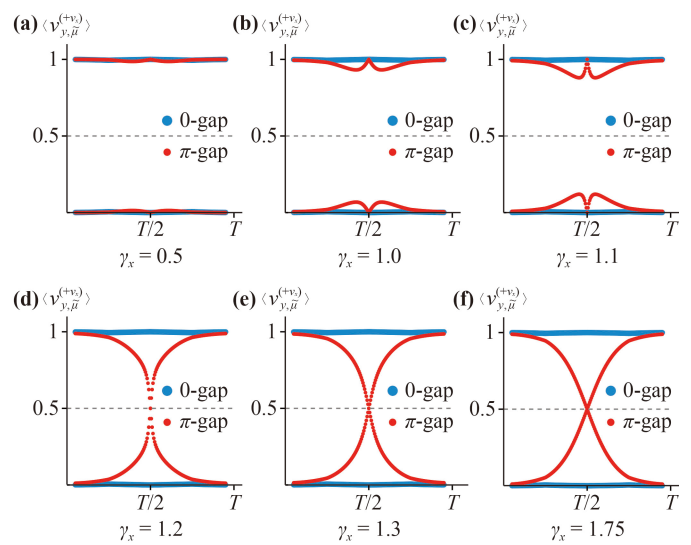 (a) ⟨ν_{y,μ̃}^{(+ν_x)}⟩
1
0.5
0-gap
π-gap
T/2 T
γ_x = 0.5
(b) ⟨ν_{y,μ̃}^{(+ν_x)}⟩
1
0.5
0-gap
π-gap
T/2 T
γ_x = 1.0
(c) ⟨ν_{y,μ̃}^{(+ν_x)}⟩
1
0.5
0-gap
π-gap
T/2 T
γ_x = 1.1
(d) ⟨ν_{y,μ̃}^{(+ν_x)}⟩
1
0.5
0-gap
π-gap
T/2 T
γ_x = 1.2
(e) ⟨ν_{y,μ̃}^{(+ν_x)}⟩
1
0.5
0-gap
π-gap
T/2 T
γ_x = 1.3
(f) ⟨ν_{y,μ̃}^{(+ν_x)}⟩
1
0.5
0-gap
π-gap
T/2 T
γ_x = 1.75